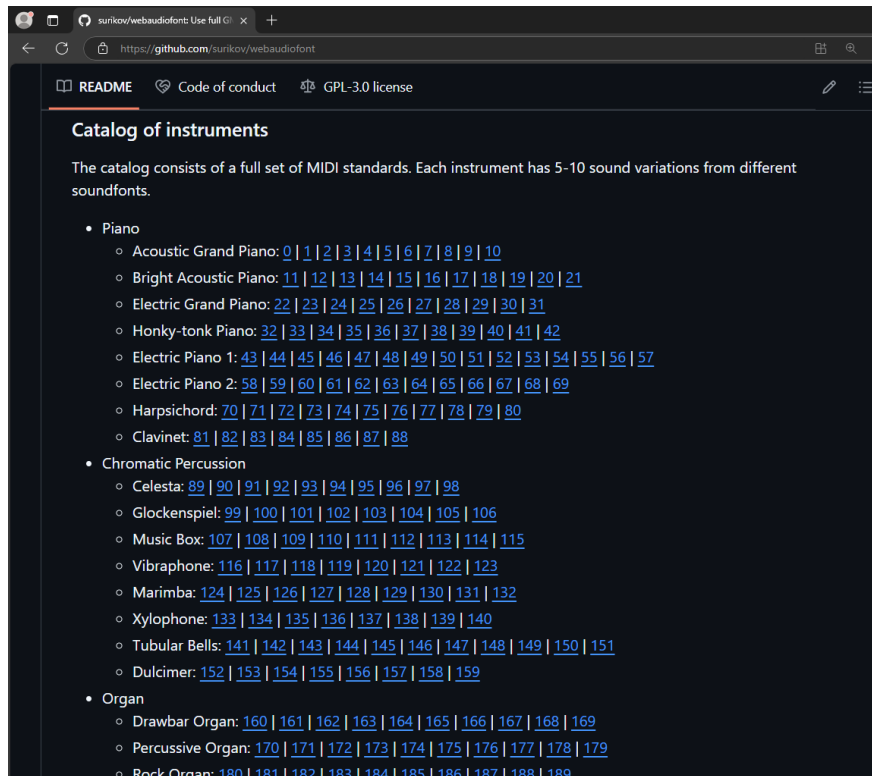 surikov/webaudiofont: Use full GM
https://github.com/surikov/webaudiofont
README Code of conduct GPL-3.0 license
Catalog of instruments
The catalog consists of a full set of MIDI standards. Each instrument has 5-10 sound variations from different
soundfonts.
• Piano
◦ Acoustic Grand Piano: 0 | 1 | 2 | 3 | 4 | 5 | 6 | 7 | 8 | 9 | 10
◦ Bright Acoustic Piano: 11 | 12 | 13 | 14 | 15 | 16 | 17 | 18 | 19 | 20 | 21
◦ Electric Grand Piano: 22 | 23 | 24 | 25 | 26 | 27 | 28 | 29 | 30 | 31
◦ Honky-tonk Piano: 32 | 33 | 34 | 35 | 36 | 37 | 38 | 39 | 40 | 41 | 42
◦ Electric Piano 1: 43 | 44 | 45 | 46 | 47 | 48 | 49 | 50 | 51 | 52 | 53 | 54 | 55 | 56 | 57
◦ Electric Piano 2: 58 | 59 | 60 | 61 | 62 | 63 | 64 | 65 | 66 | 67 | 68 | 69
◦ Harpsichord: 70 | 71 | 72 | 73 | 74 | 75 | 76 | 77 | 78 | 79 | 80
◦ Clavinet: 81 | 82 | 83 | 84 | 85 | 86 | 87 | 88
• Chromatic Percussion
◦ Celesta: 89 | 90 | 91 | 92 | 93 | 94 | 95 | 96 | 97 | 98
◦ Glockenspiel: 99 | 100 | 101 | 102 | 103 | 104 | 105 | 106
◦ Music Box: 107 | 108 | 109 | 110 | 111 | 112 | 113 | 114 | 115
◦ Vibraphone: 116 | 117 | 118 | 119 | 120 | 121 | 122 | 123
◦ Marimba: 124 | 125 | 126 | 127 | 128 | 129 | 130 | 131 | 132
◦ Xylophone: 133 | 134 | 135 | 136 | 137 | 138 | 139 | 140
◦ Tubular Bells: 141 | 142 | 143 | 144 | 145 | 146 | 147 | 148 | 149 | 150 | 151
◦ Dulcimer: 152 | 153 | 154 | 155 | 156 | 157 | 158 | 159
• Organ
◦ Drawbar Organ: 160 | 161 | 162 | 163 | 164 | 165 | 166 | 167 | 168 | 169
◦ Percussive Organ: 170 | 171 | 172 | 173 | 174 | 175 | 176 | 177 | 178 | 179
◦ Rock Organ: 180 | 181 | 182 | 183 | 184 | 185 | 186 | 187 | 188 | 189